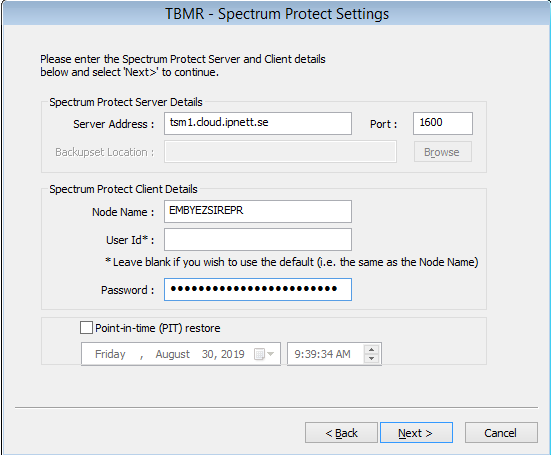 TBMR - Spectrum Protect Settings
Please enter the Spectrum Protect Server and Client details
below and select 'Next>' to continue.
Spectrum Protect Server Details
Server Address : tsm1.cloud.ipnett.se Port : 1600
Backupset Location : Browse
Spectrum Protect Client Details
Node Name : EMBYEZSIREPR
User Id* :
*Leave blank if you wish to use the default (i.e. the same as the Node Name)
Password : ••••••••••••••••••••••••
Point-in-time (PIT) restore
Friday , August 30, 2019 9:39:34 AM
< Back Next > Cancel